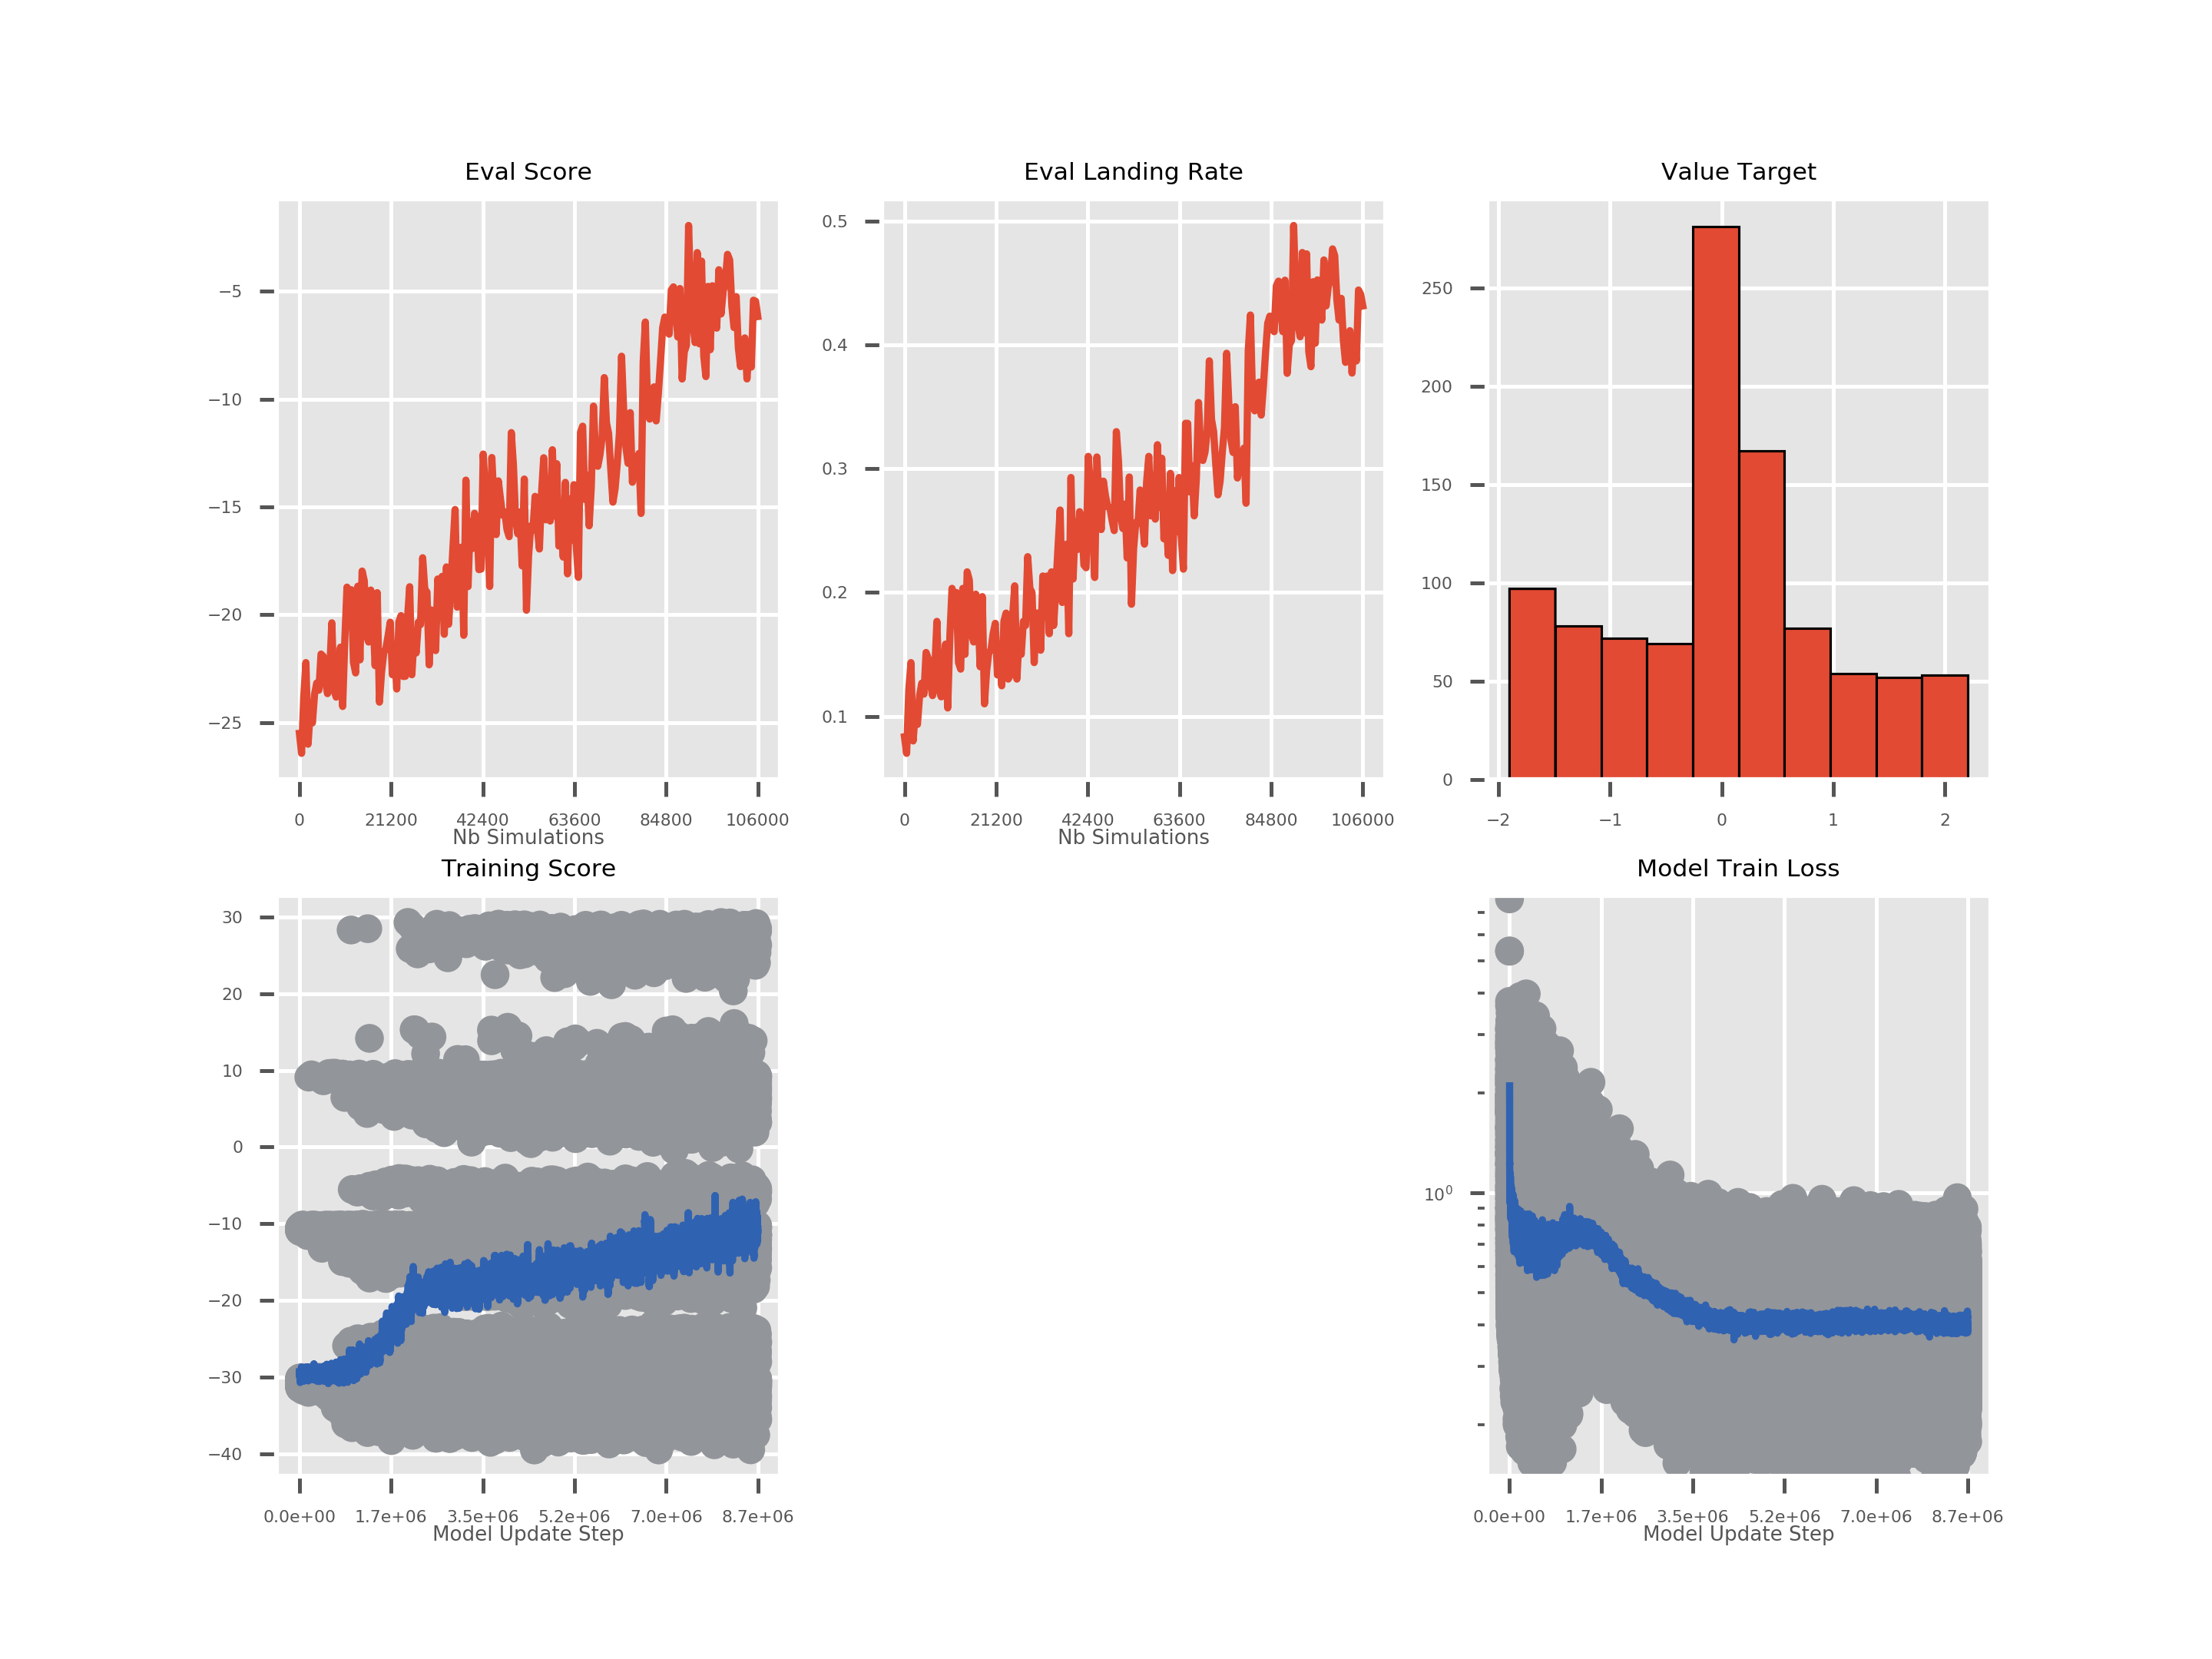 Eval Score
−5
−10
−15
−20
−25
0 21200 42400 63600 84800 106000
Nb Simulations
Eval Landing Rate
0.5
0.4
0.3
0.2
0.1
0 21200 42400 63600 84800 106000
Nb Simulations
Value Target
250
200
150
100
50
0
−2 −1 0 1 2
Training Score
30
20
10
0
−10
−20
−30
−40
0.0e+00 1.7e+06 3.5e+06 5.2e+06 7.0e+06 8.7e+06
Model Update Step
Model Train Loss
10⁰
0.0e+00 1.7e+06 3.5e+06 5.2e+06 7.0e+06 8.7e+06
Model Update Step